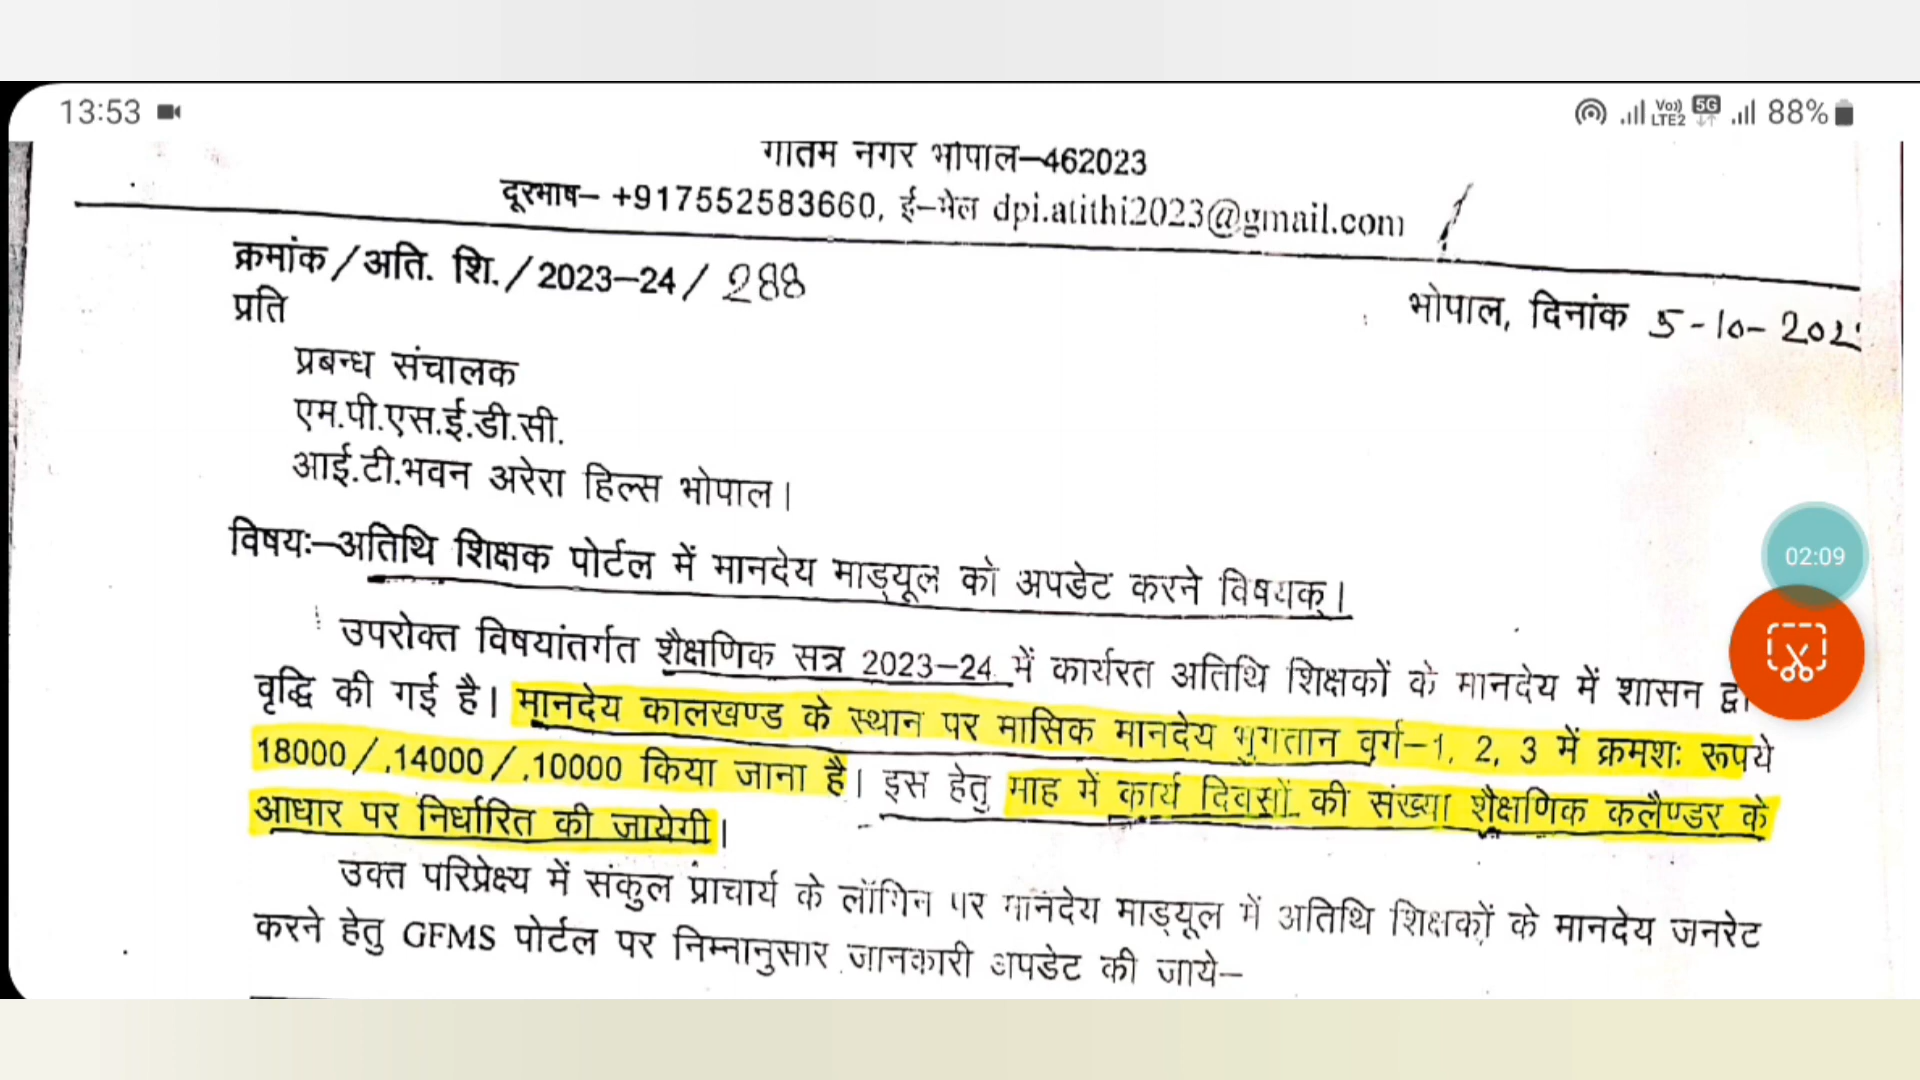 13:53
Vo)) LTE2 5G 88%
गौतम नगर भोपाल–462023
दूरभाष– +917552583660, ई–मेल dpi.atithi2023@gmail.com
क्रमांक/अति. शि./2023–24/ 288
भोपाल, दिनांक 5-10-202
प्रति
प्रबन्ध संचालक
एम.पी.एस.ई.डी.सी.
आई.टी.भवन अरेरा हिल्स भोपाल।
विषयः–अतिथि शिक्षक पोर्टल में मानदेय माड्यूल को अपडेट करने विषयक्।
02:09
उपरोक्त विषयांतर्गत शैक्षणिक सत्र 2023–24 में कार्यरत अतिथि शिक्षकों के मानदेय में शासन द्वा
वृद्धि की गई है। मानदेय कालखण्ड के स्थान पर मासिक मानदेय भुगतान वर्ग–1, 2, 3 में क्रमशः रूपये
18000/,14000/,10000 किया जाना है। इस हेतु माह में कार्य दिवसों की संख्या शैक्षणिक कलैण्डर के
आधार पर निर्धारित की जायेगी।
उक्त परिप्रेक्ष्य में संकुल प्राचार्य के लॉगिन पर मानदेय माड्यूल में अतिथि शिक्षकों के मानदेय जनरेट
करने हेतु GFMS पोर्टल पर निम्नानुसार जानकारी अपडेट की जाये–